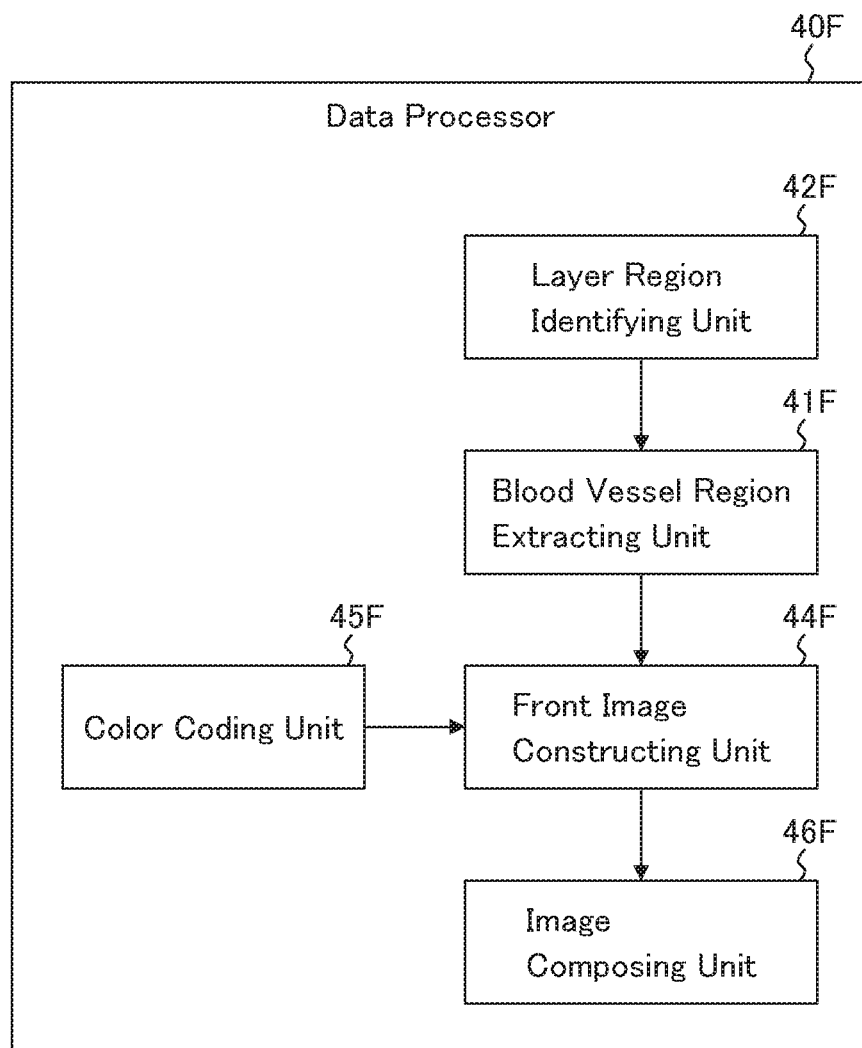 40F
Data Processor
42F
Layer Region
Identifying Unit
41F
Blood Vessel Region
Extracting Unit
45F
Color Coding Unit
44F
Front Image
Constructing Unit
46F
Image
Composing Unit